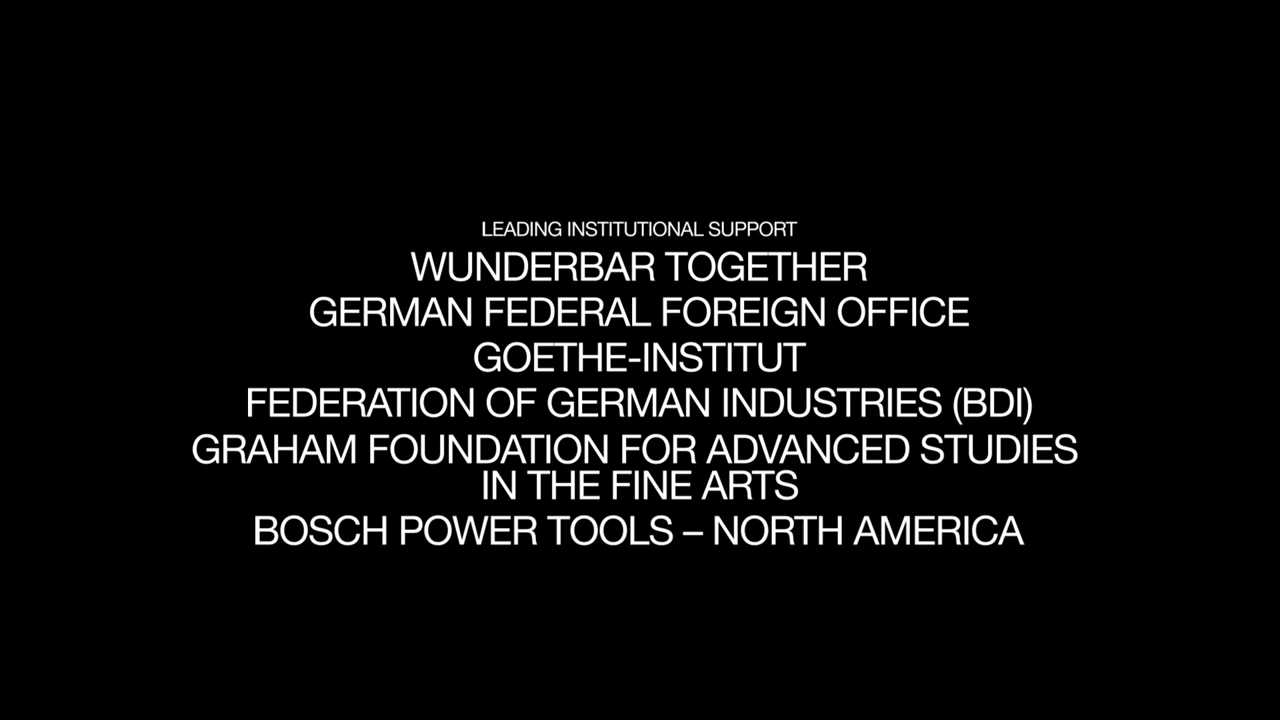 LEADING INSTITUTIONAL SUPPORT
WUNDERBAR TOGETHER
GERMAN FEDERAL FOREIGN OFFICE
GOETHE-INSTITUT
FEDERATION OF GERMAN INDUSTRIES (BDI)
GRAHAM FOUNDATION FOR ADVANCED STUDIES
IN THE FINE ARTS
BOSCH POWER TOOLS – NORTH AMERICA